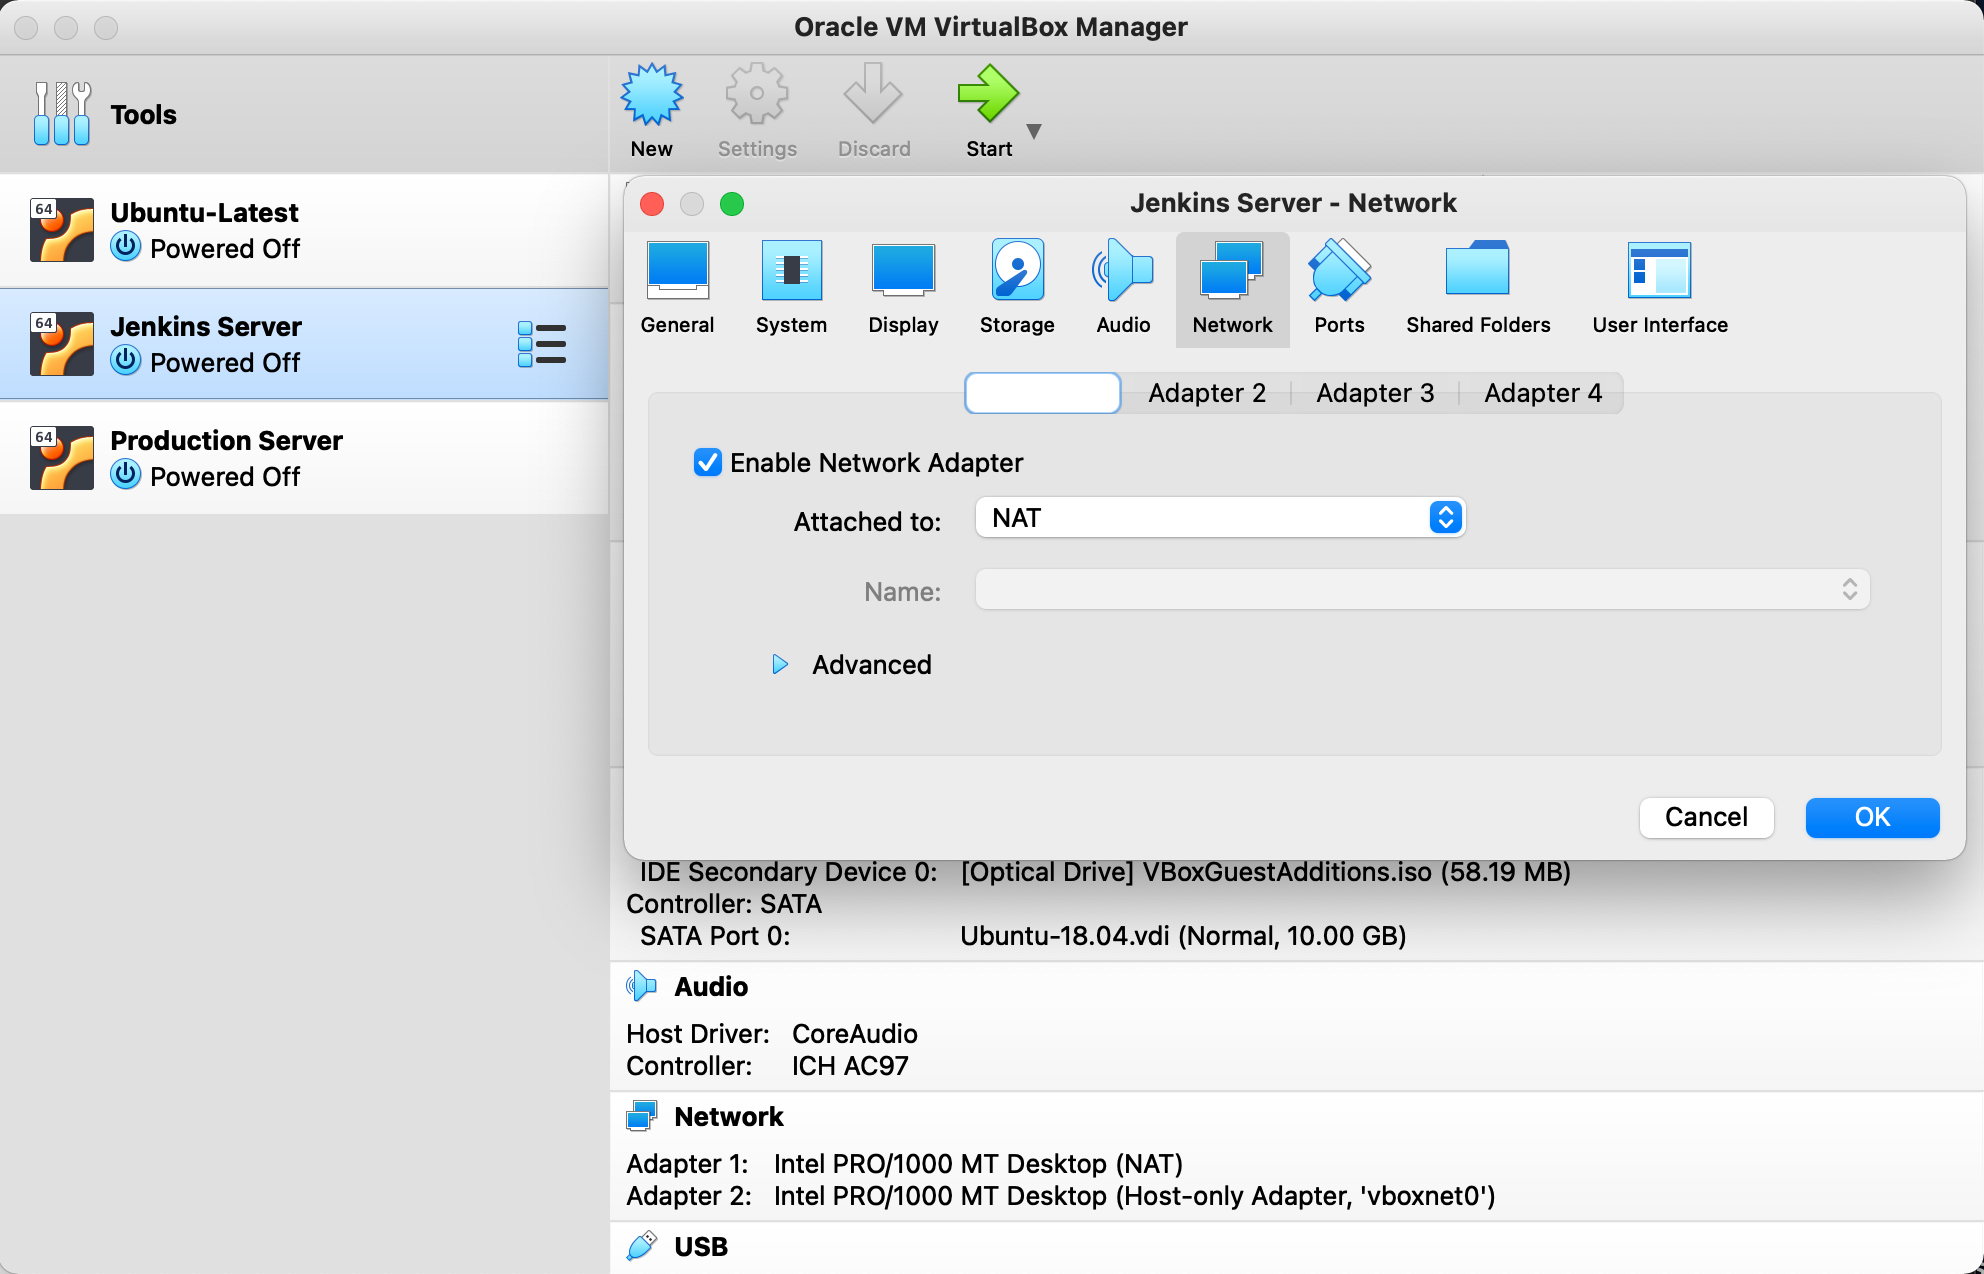 Oracle VM VirtualBox Manager
Tools
New Settings Discard Start
64
Ubuntu-Latest
Powered Off
64
Jenkins Server
Powered Off
64
Production Server
Powered Off
Jenkins Server - Network
General System Display Storage Audio Network Ports Shared Folders User Interface
Adapter 2 Adapter 3 Adapter 4
Enable Network Adapter
Attached to: NAT
Name:
Advanced
Cancel OK
IDE Secondary Device 0: [Optical Drive] VBoxGuestAdditions.iso (58.19 MB)
Controller: SATA
SATA Port 0: Ubuntu-18.04.vdi (Normal, 10.00 GB)
Audio
Host Driver: CoreAudio
Controller: ICH AC97
Network
Adapter 1: Intel PRO/1000 MT Desktop (NAT)
Adapter 2: Intel PRO/1000 MT Desktop (Host-only Adapter, 'vboxnet0')
USB